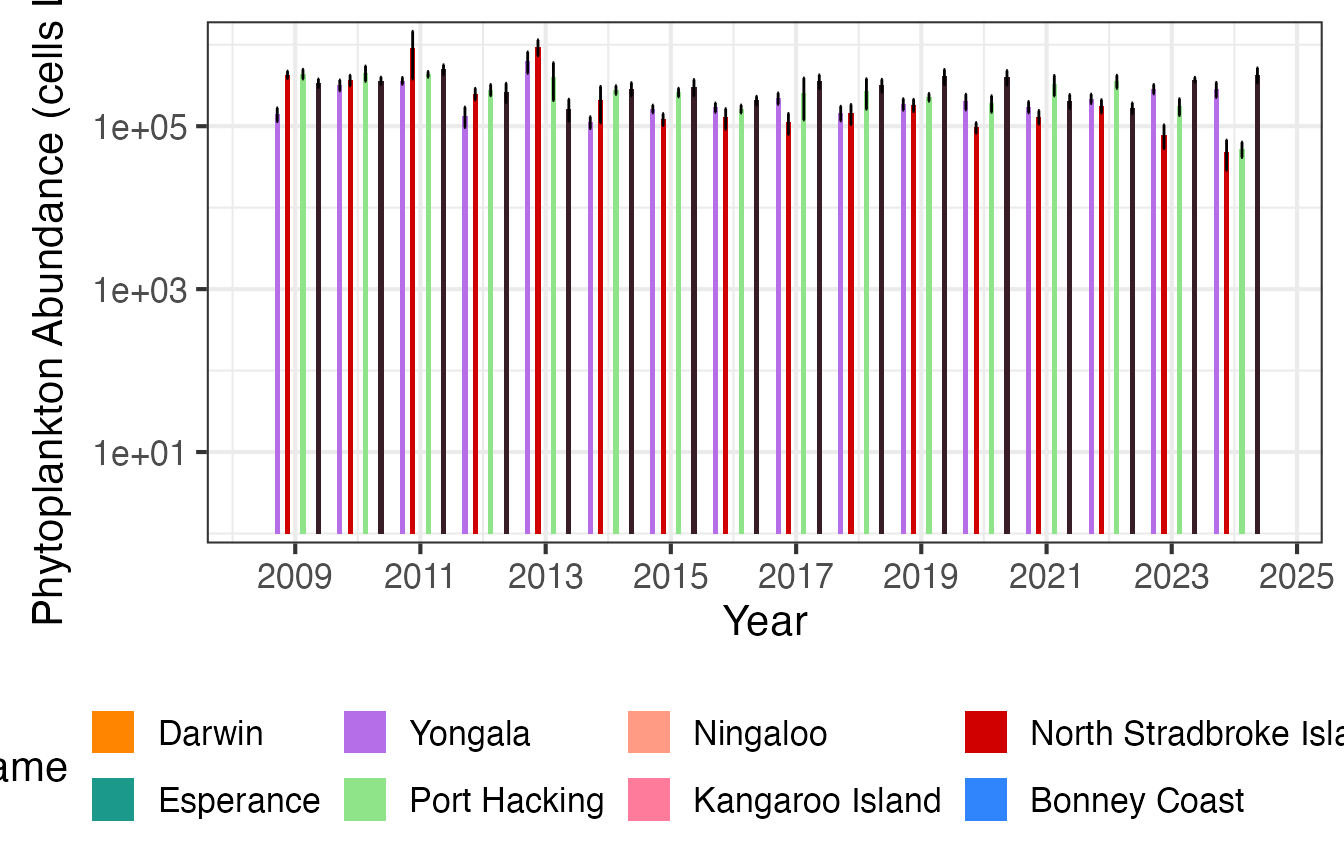 Phytoplankton Abundance (cells
1e+05
1e+03
1e+01
2009 2011 2013 2015 2017 2019 2021 2023 2025
Year
Darwin Yongala Ningaloo North Stradbroke
ame
Esperance Port Hacking Kangaroo Island Bonney Coast